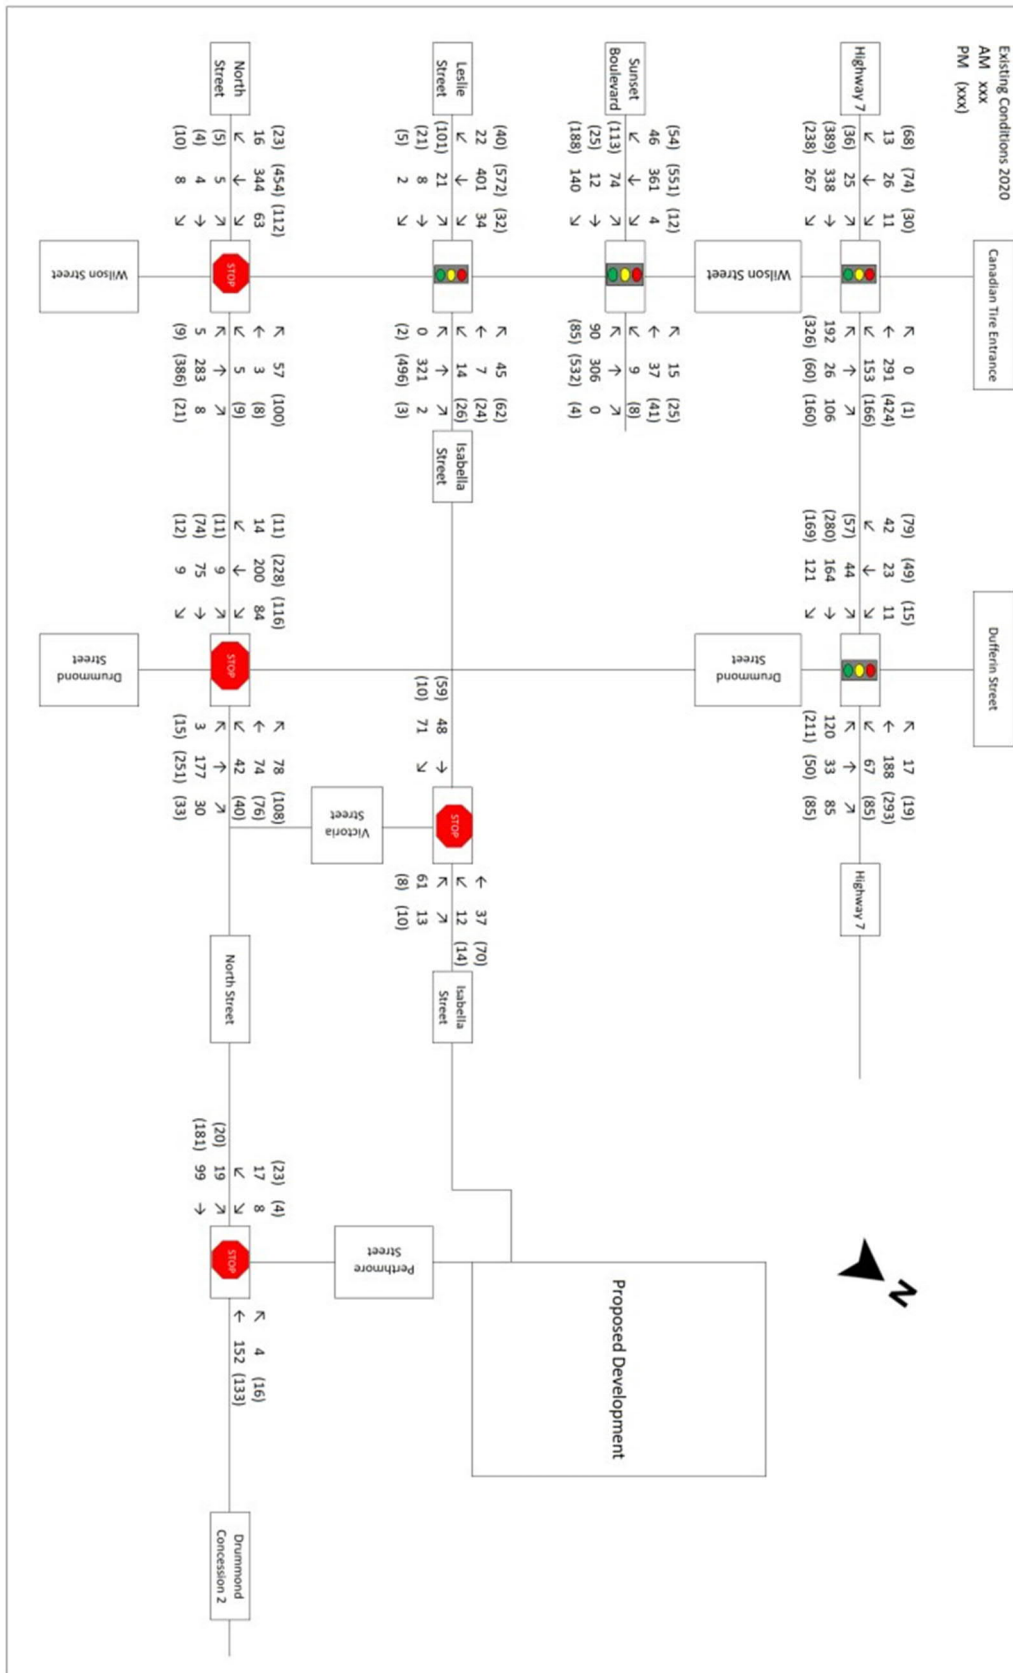 Existing Conditions 2020
AM xxx
PM (xxx)
Canadian Tire Entrance
Highway 7
(68) (74) (30)
13 26 11
↙ ↓ ↘
(36) 25 ↗
(389) 338 →
(238) 267 ↘
↖ 0 (1)
← 291 (424)
↙ 153 (166)
↖ ↑ ↗
192 26 106
(326) (60) (160)
Dufferin Street
(79) (49) (15)
42 23 11
↙ ↓ ↘
(57) 44 ↗
(280) 164 →
(169) 121 ↘
↖ 17 (19)
← 188 (293)
↙ 67 (85)
↖ ↑ ↗
120 33 85
(211) (50) (85)
Highway 7
N
Wilson Street
Drummond
Street
Sunset
Boulevard
(54) (551) (12)
46 361 4
↙ ↓ ↘
(113) 74 ↗
(25) 12 →
(188) 140 ↘
↖ 15 (25)
← 37 (41)
↙ 9 (8)
↖ ↑ ↗
90 306 0
(85) (532) (4)
Proposed Development
Leslie
Street
(40) (572) (32)
22 401 34
↙ ↓ ↘
(101) 21 ↗
(21) 8 →
(5) 2 ↘
↖ 45 (62)
← 7 (24)
↙ 14 (26)
↖ ↑ ↗
0 321 2
(2) (496) (3)
Isabella
Street
(59) 48 →
(10) 71 ↘
STOP
← 37 (70)
↙ 12 (14)
↖ ↗
61 13
(8) (10)
Isabella
Street
Victoria
Street
Perthmore
Street
North
Street
(23) (454) (112)
16 344 63
↙ ↓ ↘
(5) 5 ↗
(4) 4 →
(10) 8 ↘
STOP
↖ 57 (100)
← 3 (8)
↙ 5 (9)
↖ ↑ ↗
5 283 8
(9) (386) (21)
(11) (228) (116)
14 200 84
↙ ↓ ↘
(11) 9 ↗
(74) 75 →
(12) 9 ↘
STOP
↖ 78 (108)
← 74 (76)
↙ 42 (40)
↖ ↑ ↗
3 177 30
(15) (251) (33)
North Street
(23) (4)
17 8
↙ ↘
(20) 19 ↗
(181) 99 →
STOP
↖ 4 (16)
← 152 (133)
Drummond
Concession 2
Wilson Street
Drummond
Street